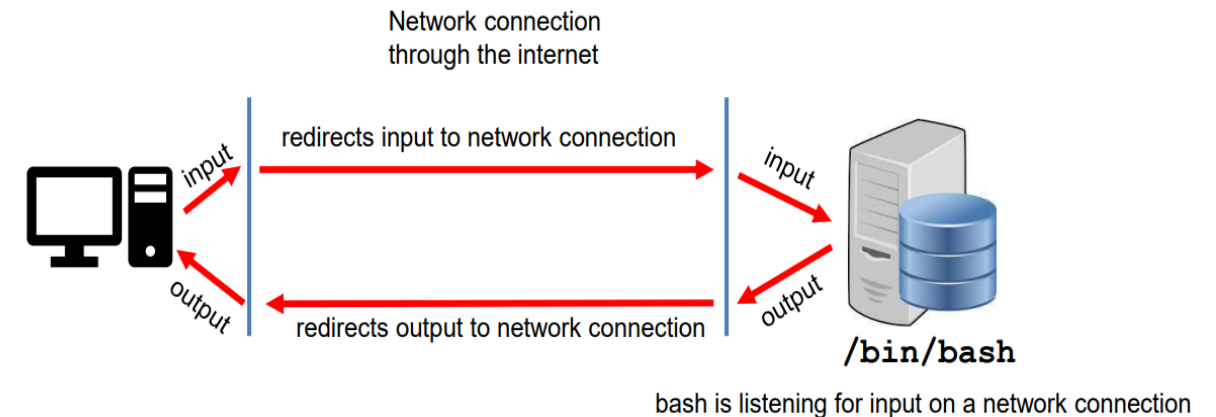 Network connection
through the internet
redirects input to network connection
input
input
output
output
redirects output to network connection
/bin/bash
bash is listening for input on a network connection